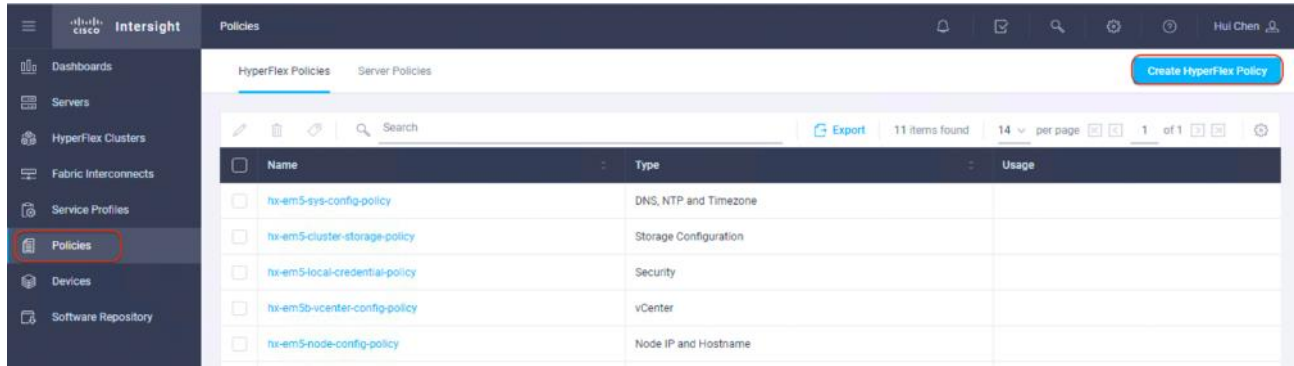 cisco Intersight
Policies
Hui Chen
Dashboards
Servers
HyperFlex Clusters
Fabric Interconnects
Service Profiles
Policies
Devices
Software Repository
HyperFlex Policies Server Policies
Create HyperFlex Policy
Search
Export 11 items found 14 per page 1 of 1
Name Type Usage
hx-em5-sys-config-policy DNS, NTP and Timezone
hx-em5-cluster-storage-policy Storage Configuration
hx-em5-local-credential-policy Security
hx-em5b-vcenter-config-policy vCenter
hx-em5-node-config-policy Node IP and Hostname